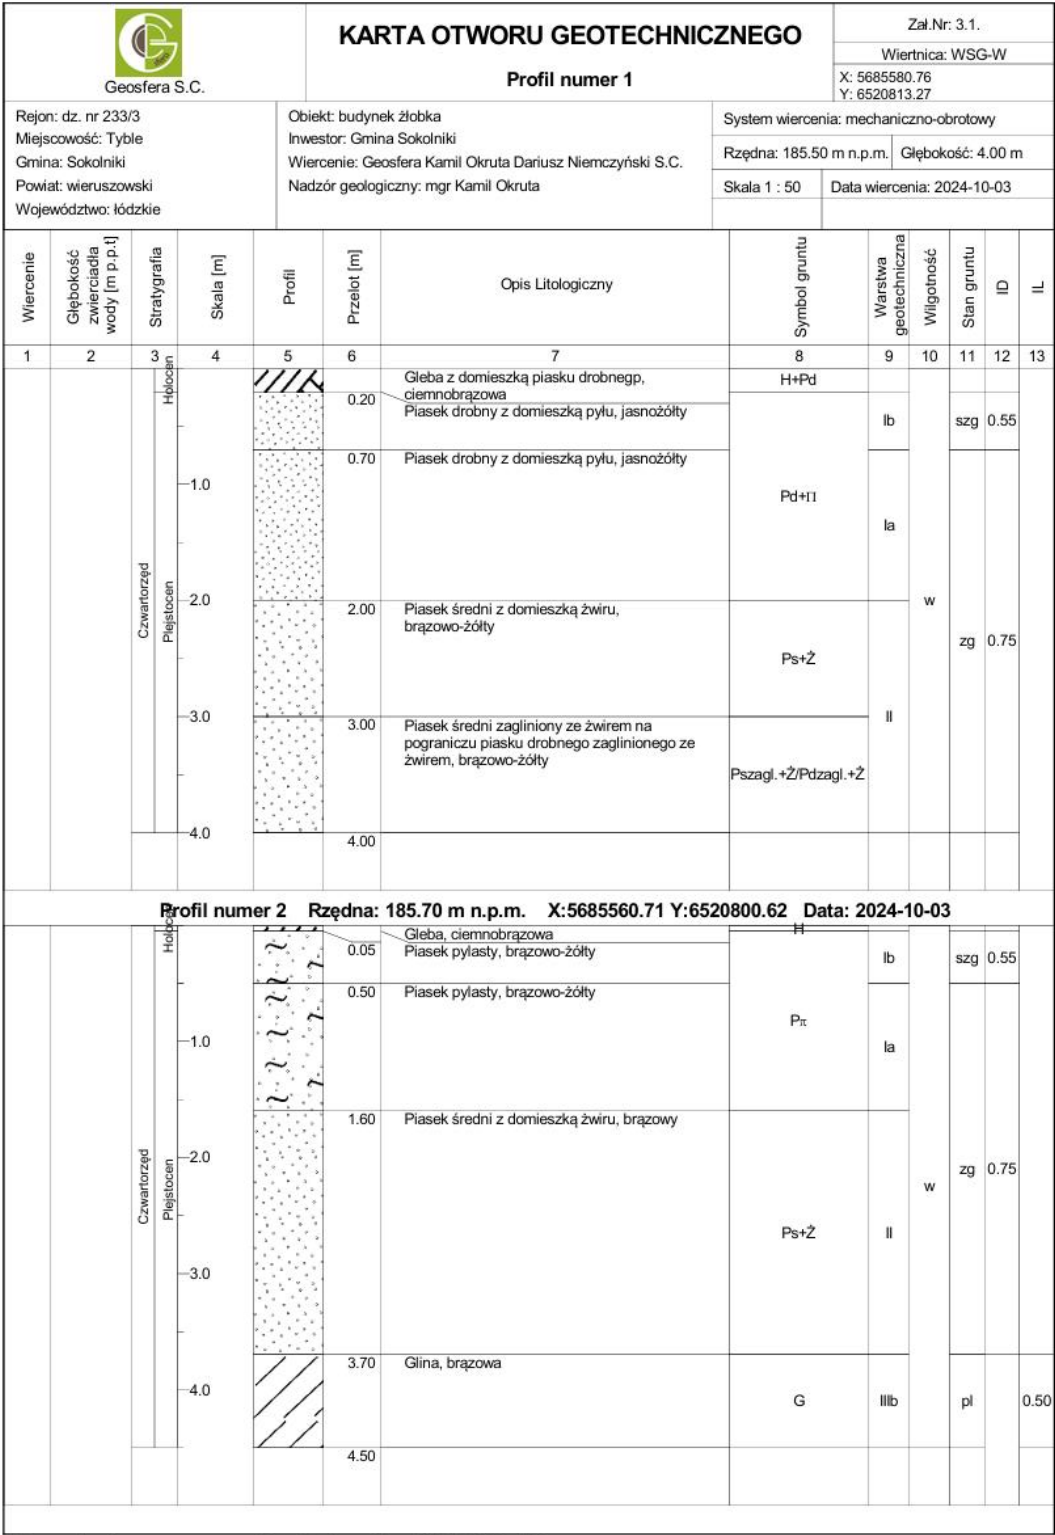 Geosfera S.C.
KARTA OTWORU GEOTECHNICZNEGO
Profil numer 1
Zał.Nr: 3.1.
Wiertnica: WSG-W
X: 5685580.76
Y: 6520813.27
Rejon: dz. nr 233/3
Miejscowość: Tyble
Gmina: Sokolniki
Powiat: wieruszowski
Województwo: łódzkie
Obiekt: budynek żłobka
Inwestor: Gmina Sokolniki
Wiercenie: Geosfera Kamil Okruta Dariusz Niemczyński S.C.
Nadzór geologiczny: mgr Kamil Okruta
System wiercenia: mechaniczno-obrotowy
Rzędna: 185.50 m n.p.m. Głębokość: 4.00 m
Skala 1 : 50 Data wiercenia: 2024-10-03
Wiercenie
Głębokość
zwierciadła
wody [m p.p.t]
Stratygrafia
Skala [m]
Profil
Przelot [m]
Opis Litologiczny
Symbol gruntu
Warstwa
geotechniczna
Wilgotność
Stan gruntu
ID
IL
1 2 3 4 5 6 7 8 9 10 11 12 13
Holocen
Gleba z domieszką piasku drobnegp,
ciemnobrązowa
H+Pd
0.20
Piasek drobny z domieszką pyłu, jasnożółty
Ib szg 0.55
0.70 Piasek drobny z domieszką pyłu, jasnożółty
1.0
Pd+Π
Ia
Czwartorzęd
Plejstocen
2.0
w
2.00 Piasek średni z domieszką żwiru,
brązowo-żółty
zg 0.75
Ps+Ż
3.0
II
3.00 Piasek średni zagliniony ze żwirem na
pograniczu piasku drobnego zaglinionego ze
żwirem, brązowo-żółty
Pszagl.+Ż/Pdzagl.+Ż
4.0
4.00
Profil numer 2 Rzędna: 185.70 m n.p.m. X:5685560.71 Y:6520800.62 Data: 2024-10-03
Holocen
Gleba, ciemnobrązowa
H
0.05 Piasek pylasty, brązowo-żółty
Ib szg 0.55
0.50 Piasek pylasty, brązowo-żółty
Pπ
1.0
Ia
1.60 Piasek średni z domieszką żwiru, brązowy
Czwartorzęd
Plejstocen
2.0
zg 0.75
w
Ps+Ż
II
3.0
3.70 Glina, brązowa
4.0
G IIIb pl 0.50
4.50